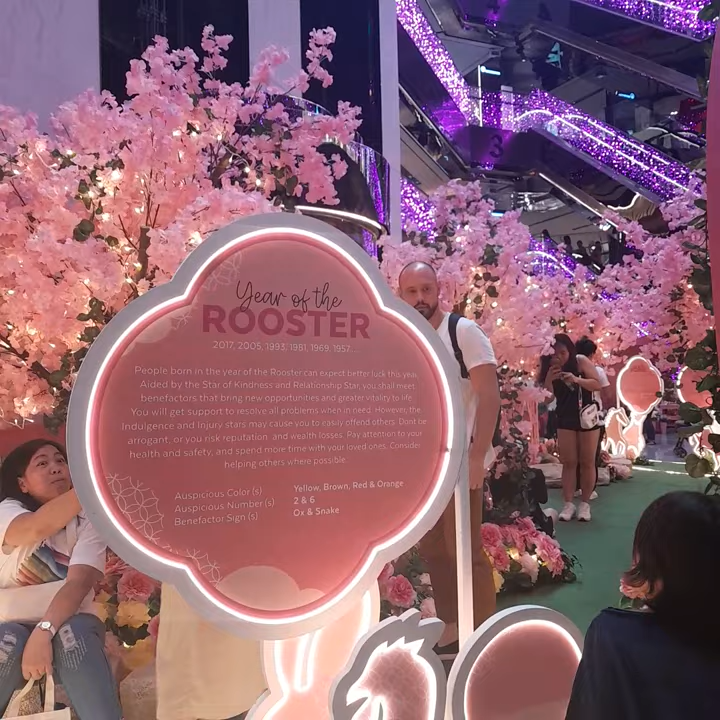 3
Year of the
ROOSTER
2017, 2005, 1993, 1981, 1969, 1957...
People born in the year of the Rooster can expect better luck this year.
Aided by the Star of Kindness and Relationship Star, you shall meet
benefactors that bring new opportunities and greater vitality to life.
You will get support to resolve all problems when in need. However, the
Indulgence and Injury stars may cause you to easily offend others. Dont be
arrogant, or you risk reputation and wealth losses. Pay attention to your
health and safety, and spend more time with your loved ones. Consider
helping others where possible.
Auspicious Color (s) Yellow, Brown, Red & Orange
Auspicious Number (s) 2 & 6
Benefactor Sign (s) Ox & Snake